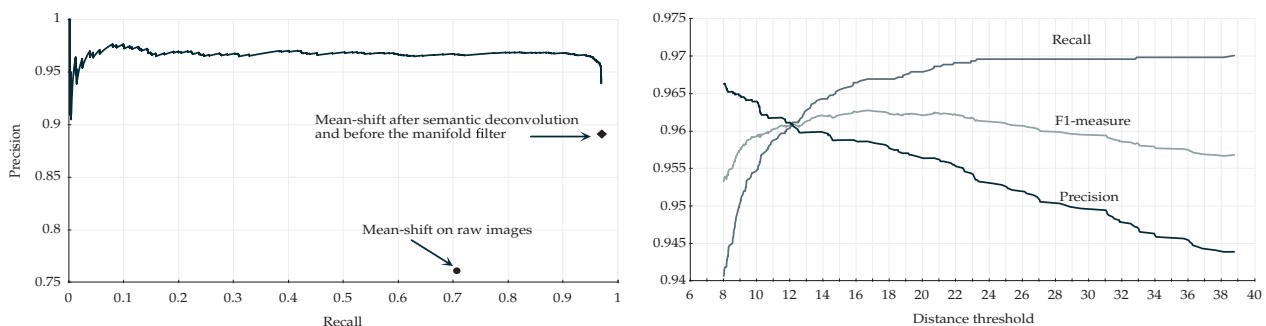 1
0.95
0.9
0.85
0.8
0.75
Precision
Mean-shift after semantic deconvolution
and before the manifold filter
Mean-shift on raw images
0 0.1 0.2 0.3 0.4 0.5 0.6 0.7 0.8 0.9 1
Recall
0.975
0.97
0.965
0.96
0.955
0.95
0.945
0.94
Recall
F1-measure
Precision
6 8 10 12 14 16 18 20 22 24 26 28 30 32 34 36 38 40
Distance threshold